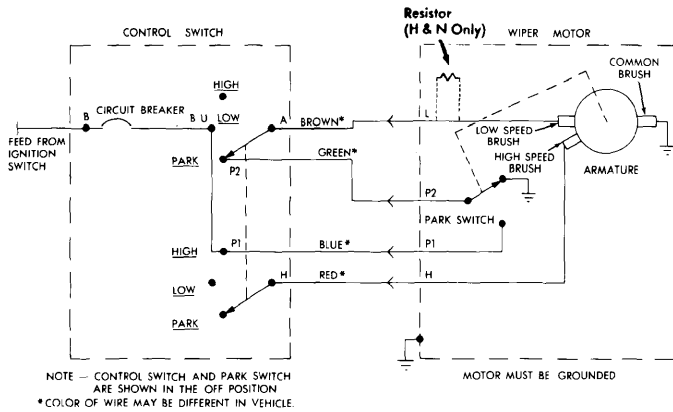 Resistor
(H & N Only)
CONTROL SWITCH
WIPER MOTOR
HIGH
COMMON
BRUSH
CIRCUIT BREAKER
B
B U
LOW
A
BROWN*
L
FEED FROM
IGNITION
SWITCH
LOW SPEED
BRUSH
HIGH SPEED
BRUSH
ARMATURE
GREEN*
PARK
P2
P2
PARK SWITCH
HIGH
P1
BLUE*
P1
LOW
H
RED*
H
PARK
NOTE – CONTROL SWITCH AND PARK SWITCH
ARE SHOWN IN THE OFF POSITION
* COLOR OF WIRE MAY BE DIFFERENT IN VEHICLE.
MOTOR MUST BE GROUNDED